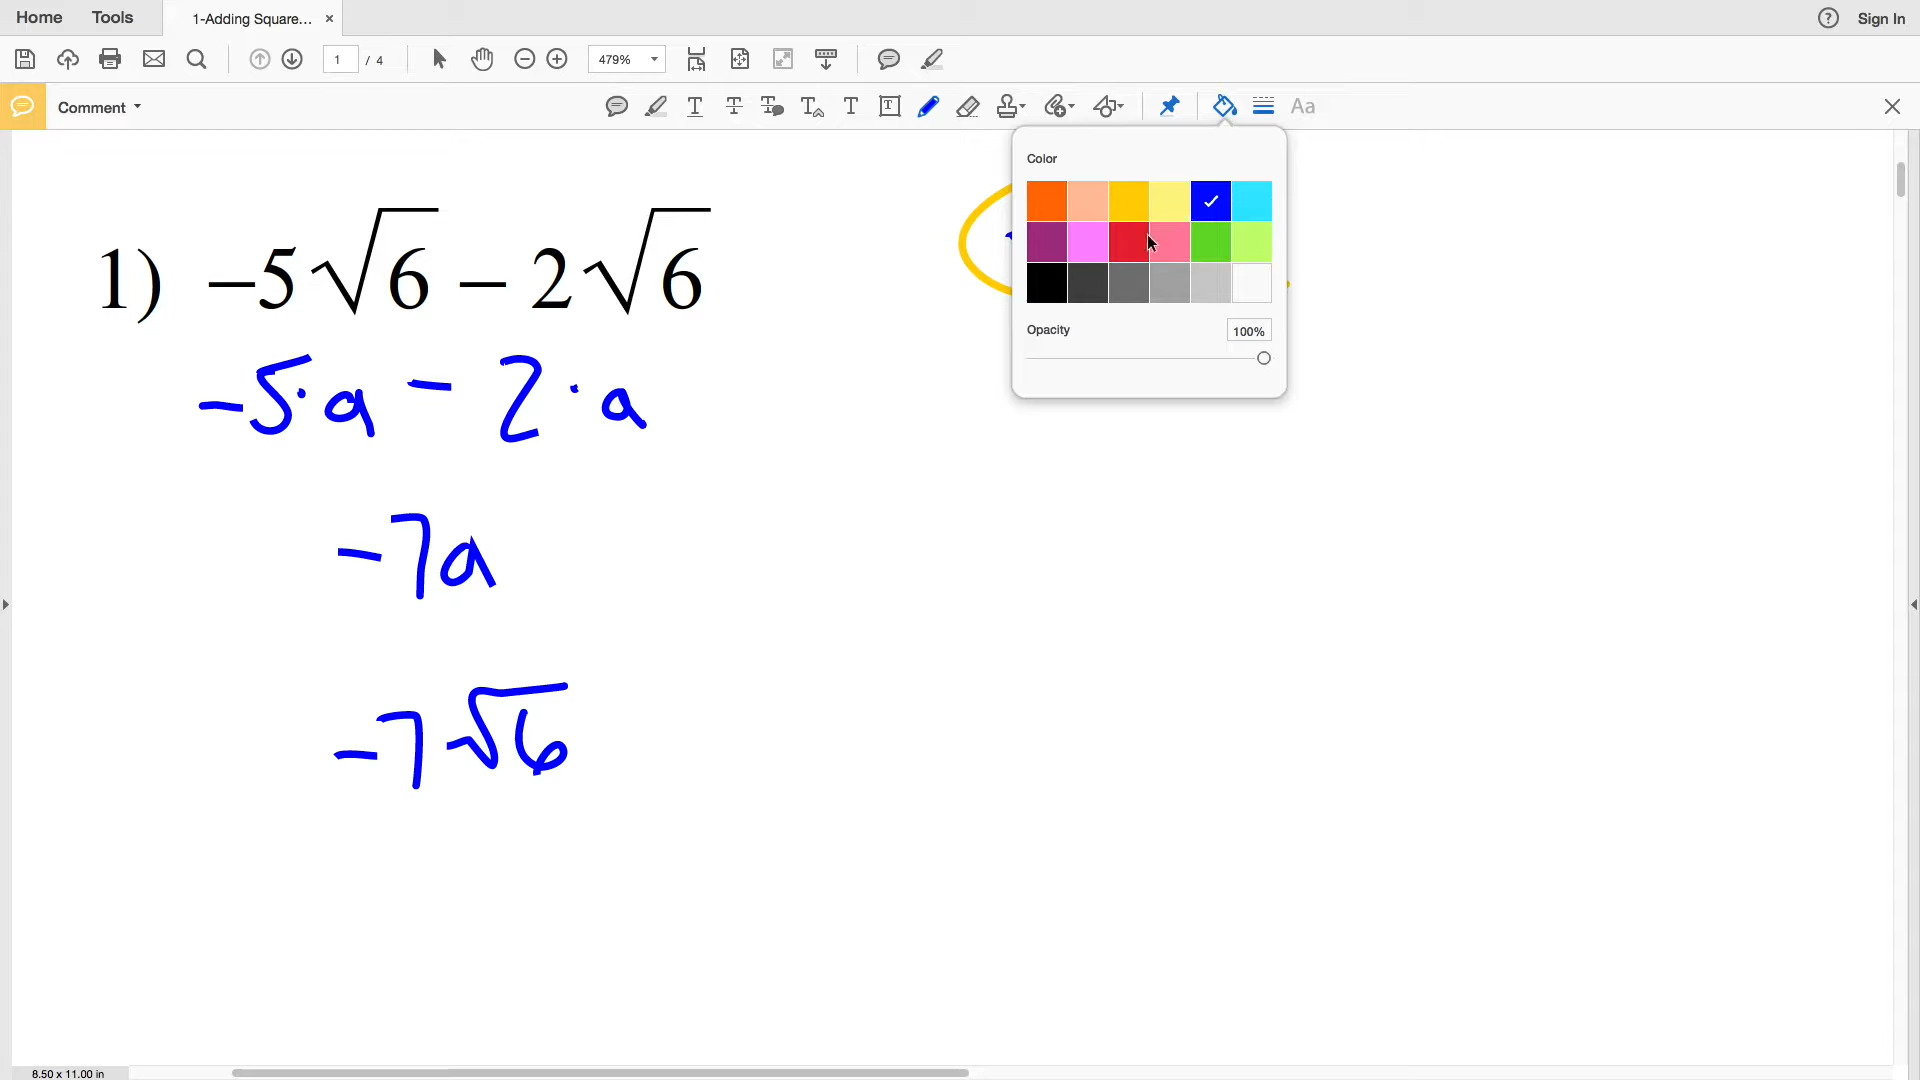 Home Tools 1-Adding Square... × ? Sign In
1 / 4 479%
Comment T T T T T T Aa
Color
1) −5√6 − 2√6
Opacity 100%
-5·a - 2·a
-7a
-7√6
8.50 x 11.00 in